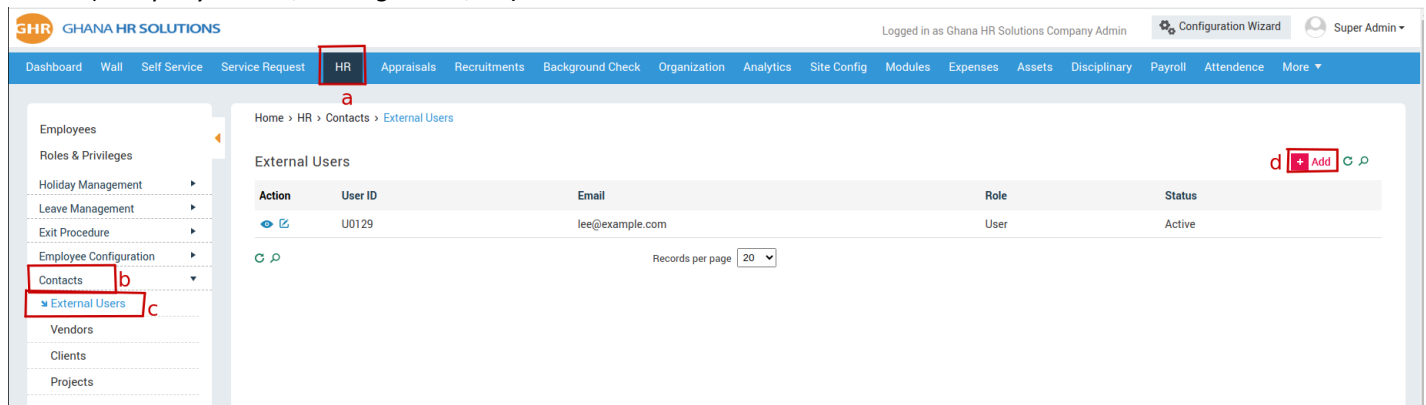 GHR GHANA HR SOLUTIONS Logged in as Ghana HR Solutions Company Admin Configuration Wizard Super Admin
Dashboard Wall Self Service Service Request HR Appraisals Recruitments Background Check Organization Analytics Site Config Modules Expenses Assets Disciplinary Payroll Attendence More
a
Home › HR › Contacts › External Users
Employees
Roles & Privileges
Holiday Management
Leave Management
Exit Procedure
Employee Configuration
Contacts b
External Users c
Vendors
Clients
Projects
External Users d + Add
Action User ID Email Role Status
U0129 lee@example.com User Active
Records per page 20